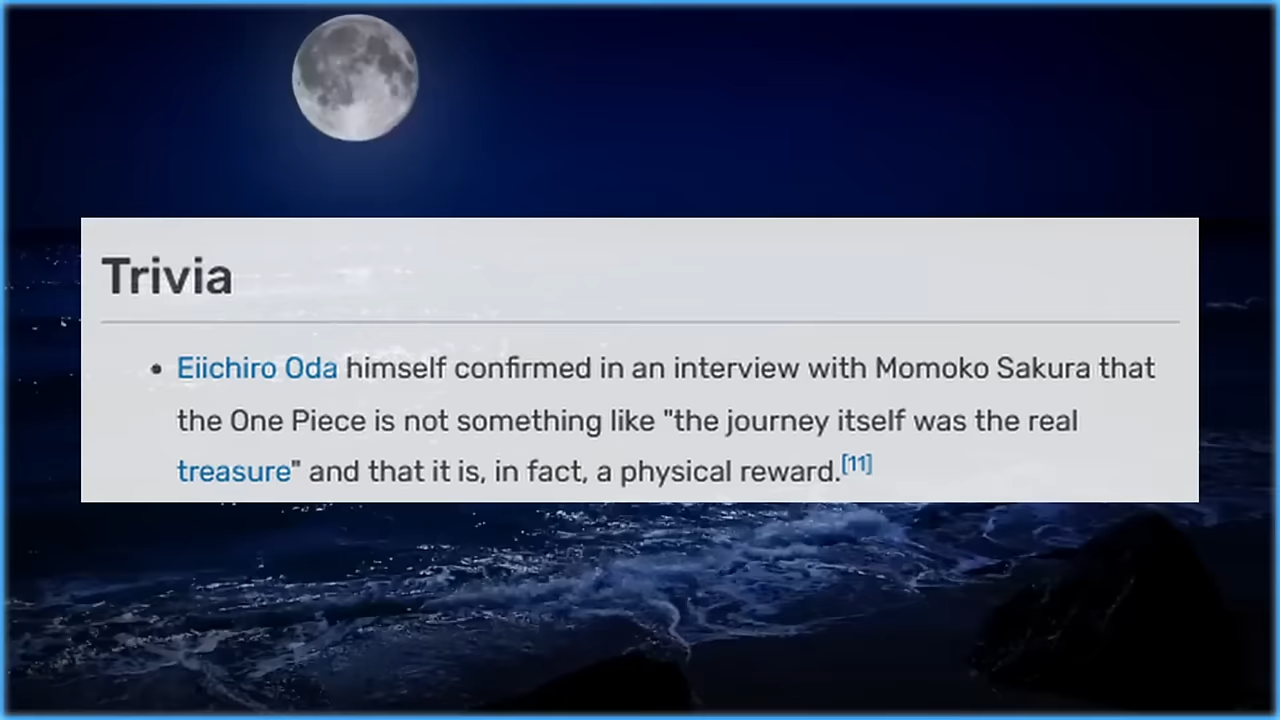 Trivia
• Eiichiro Oda himself confirmed in an interview with Momoko Sakura that
the One Piece is not something like "the journey itself was the real
treasure" and that it is, in fact, a physical reward.[11]